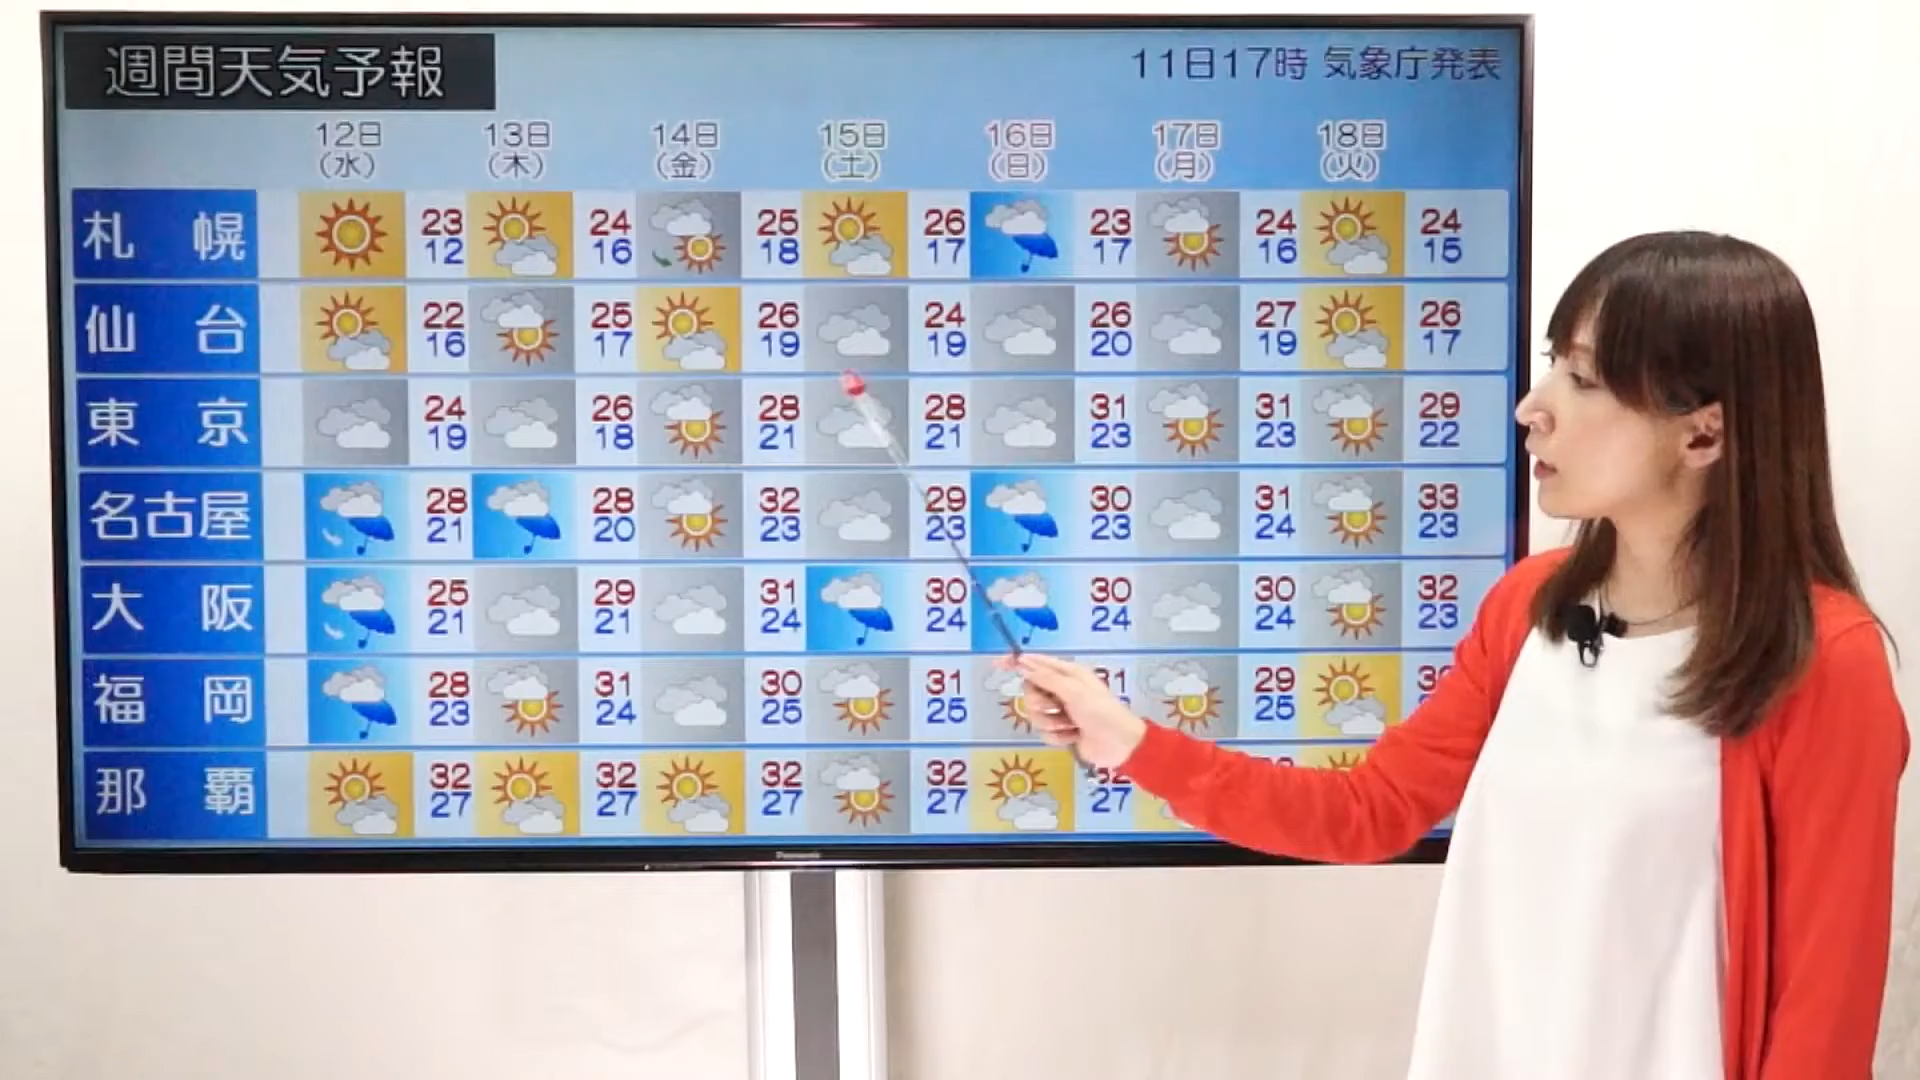 週間天気予報
11日17時 気象庁発表
12日 13日 14日 15日 16日 17日 18日
(水) (木) (金) (土) (日) (月) (火)
札幌 23 24 25 26 23 24 24
12 16 18 17 17 16 15
仙台 22 25 26 24 26 27 26
16 17 19 19 20 19 17
東京 24 26 28 28 31 31 29
19 18 21 21 23 23 22
名古屋 28 28 32 29 30 31 33
21 20 23 23 23 24 23
大阪 25 29 31 30 30 30 32
21 21 24 24 24 24 23
福岡 28 31 30 31 31 29
23 24 25 25 25
那覇 32 32 32 32 32
27 27 27 27 27
Panasonic